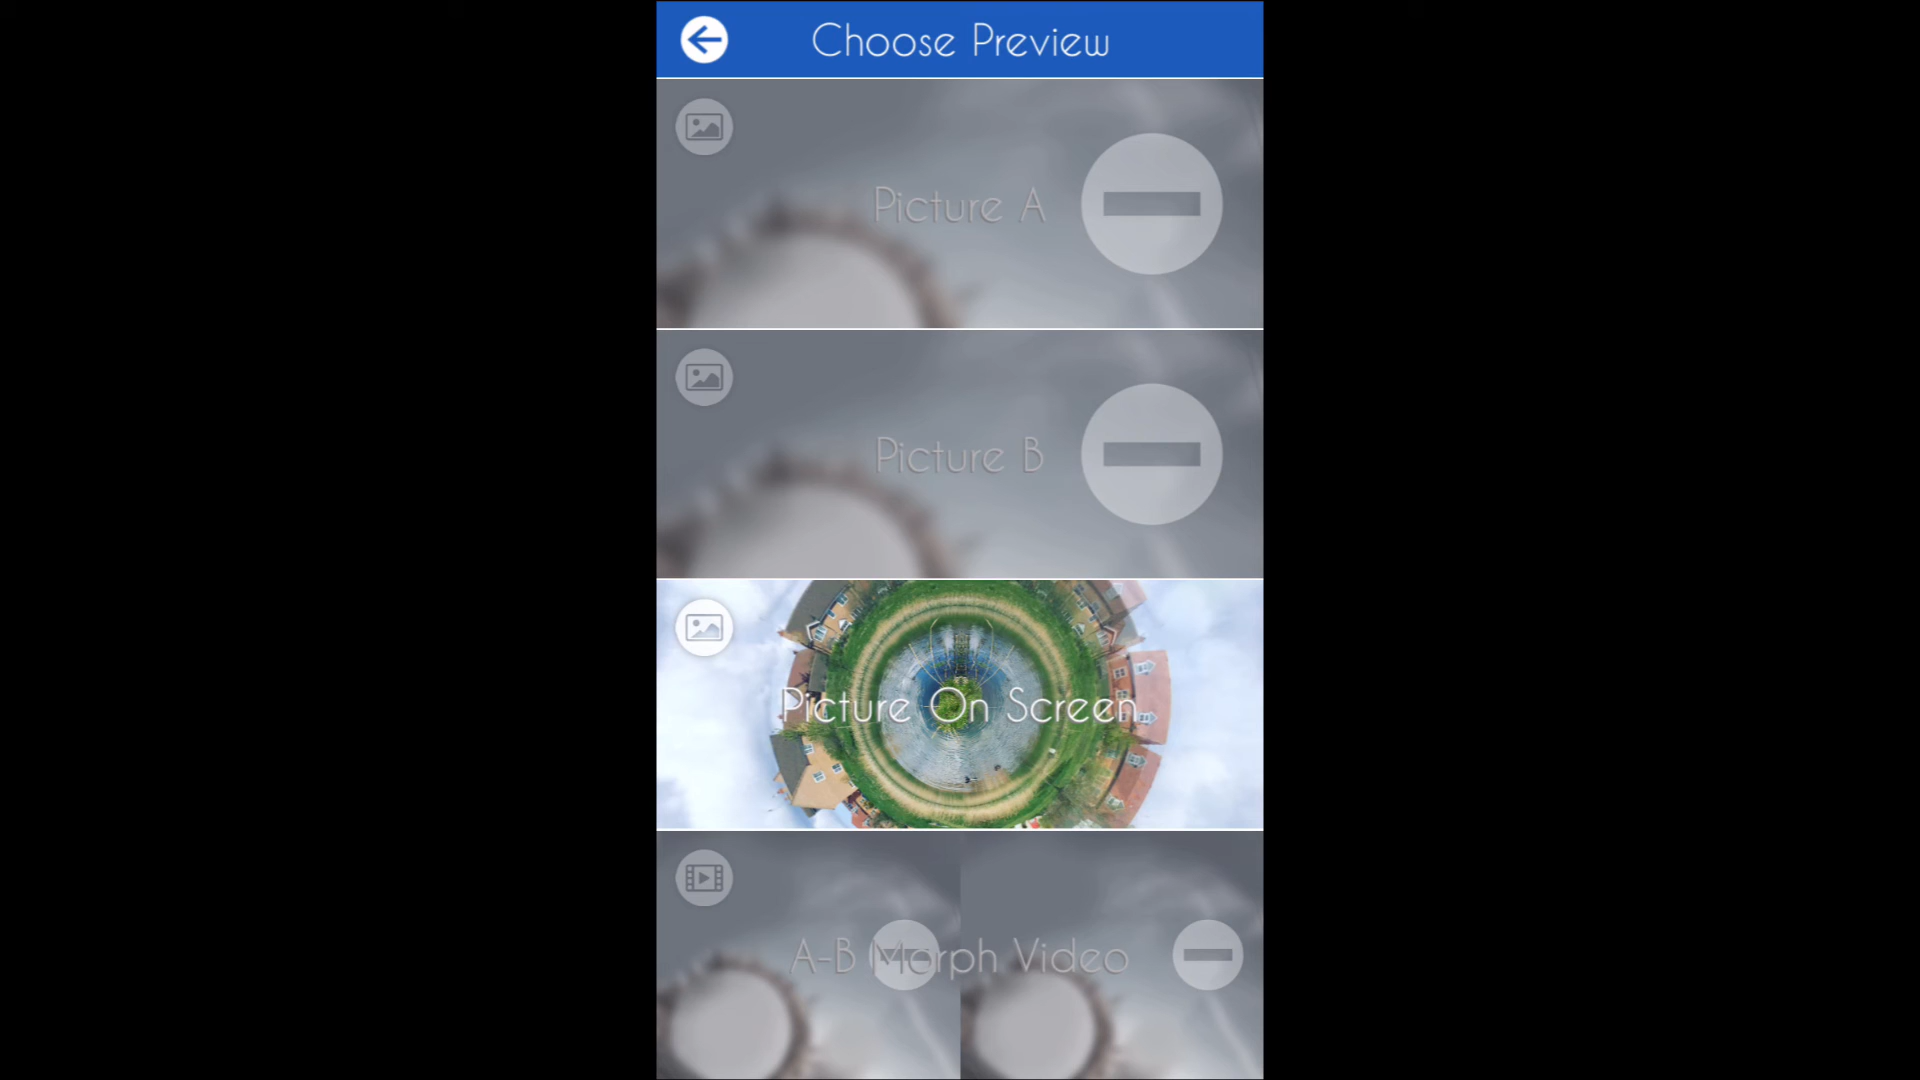 Choose Preview
Picture A
Picture B
Picture On Screen
A-B Morph Video